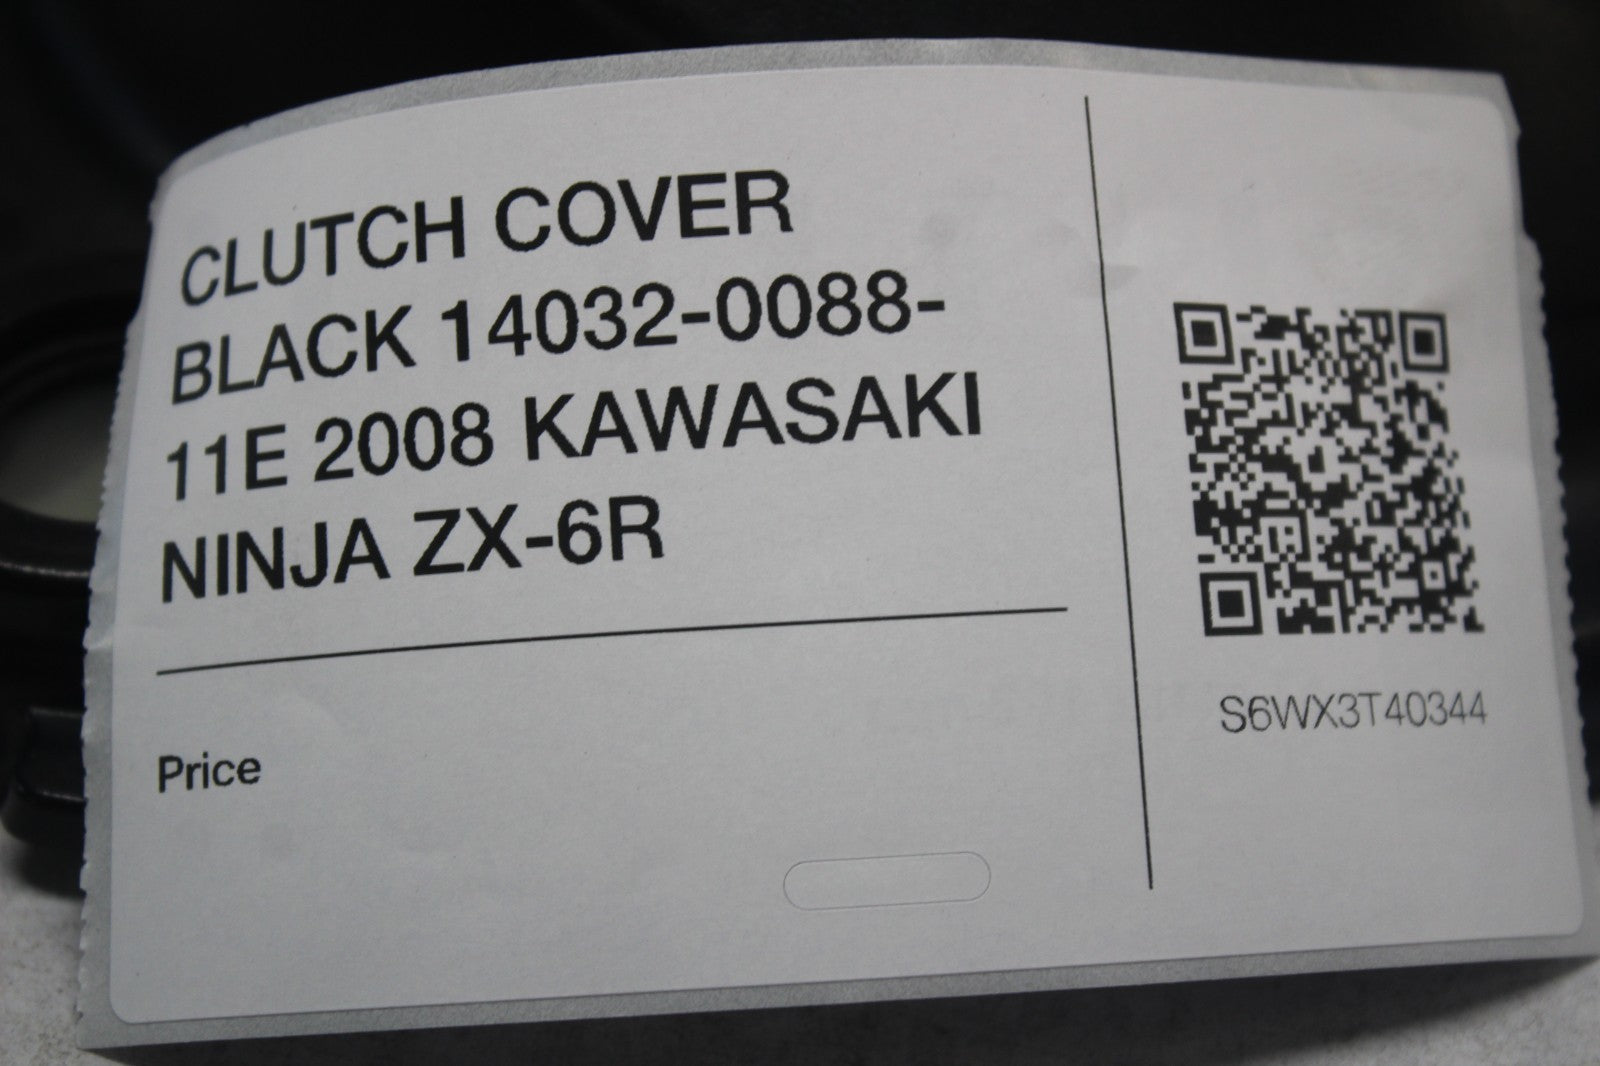 CLUTCH COVER
BLACK 14032-0088-
11E 2008 KAWASAKI
NINJA ZX-6R
Price
S6WX3T40344